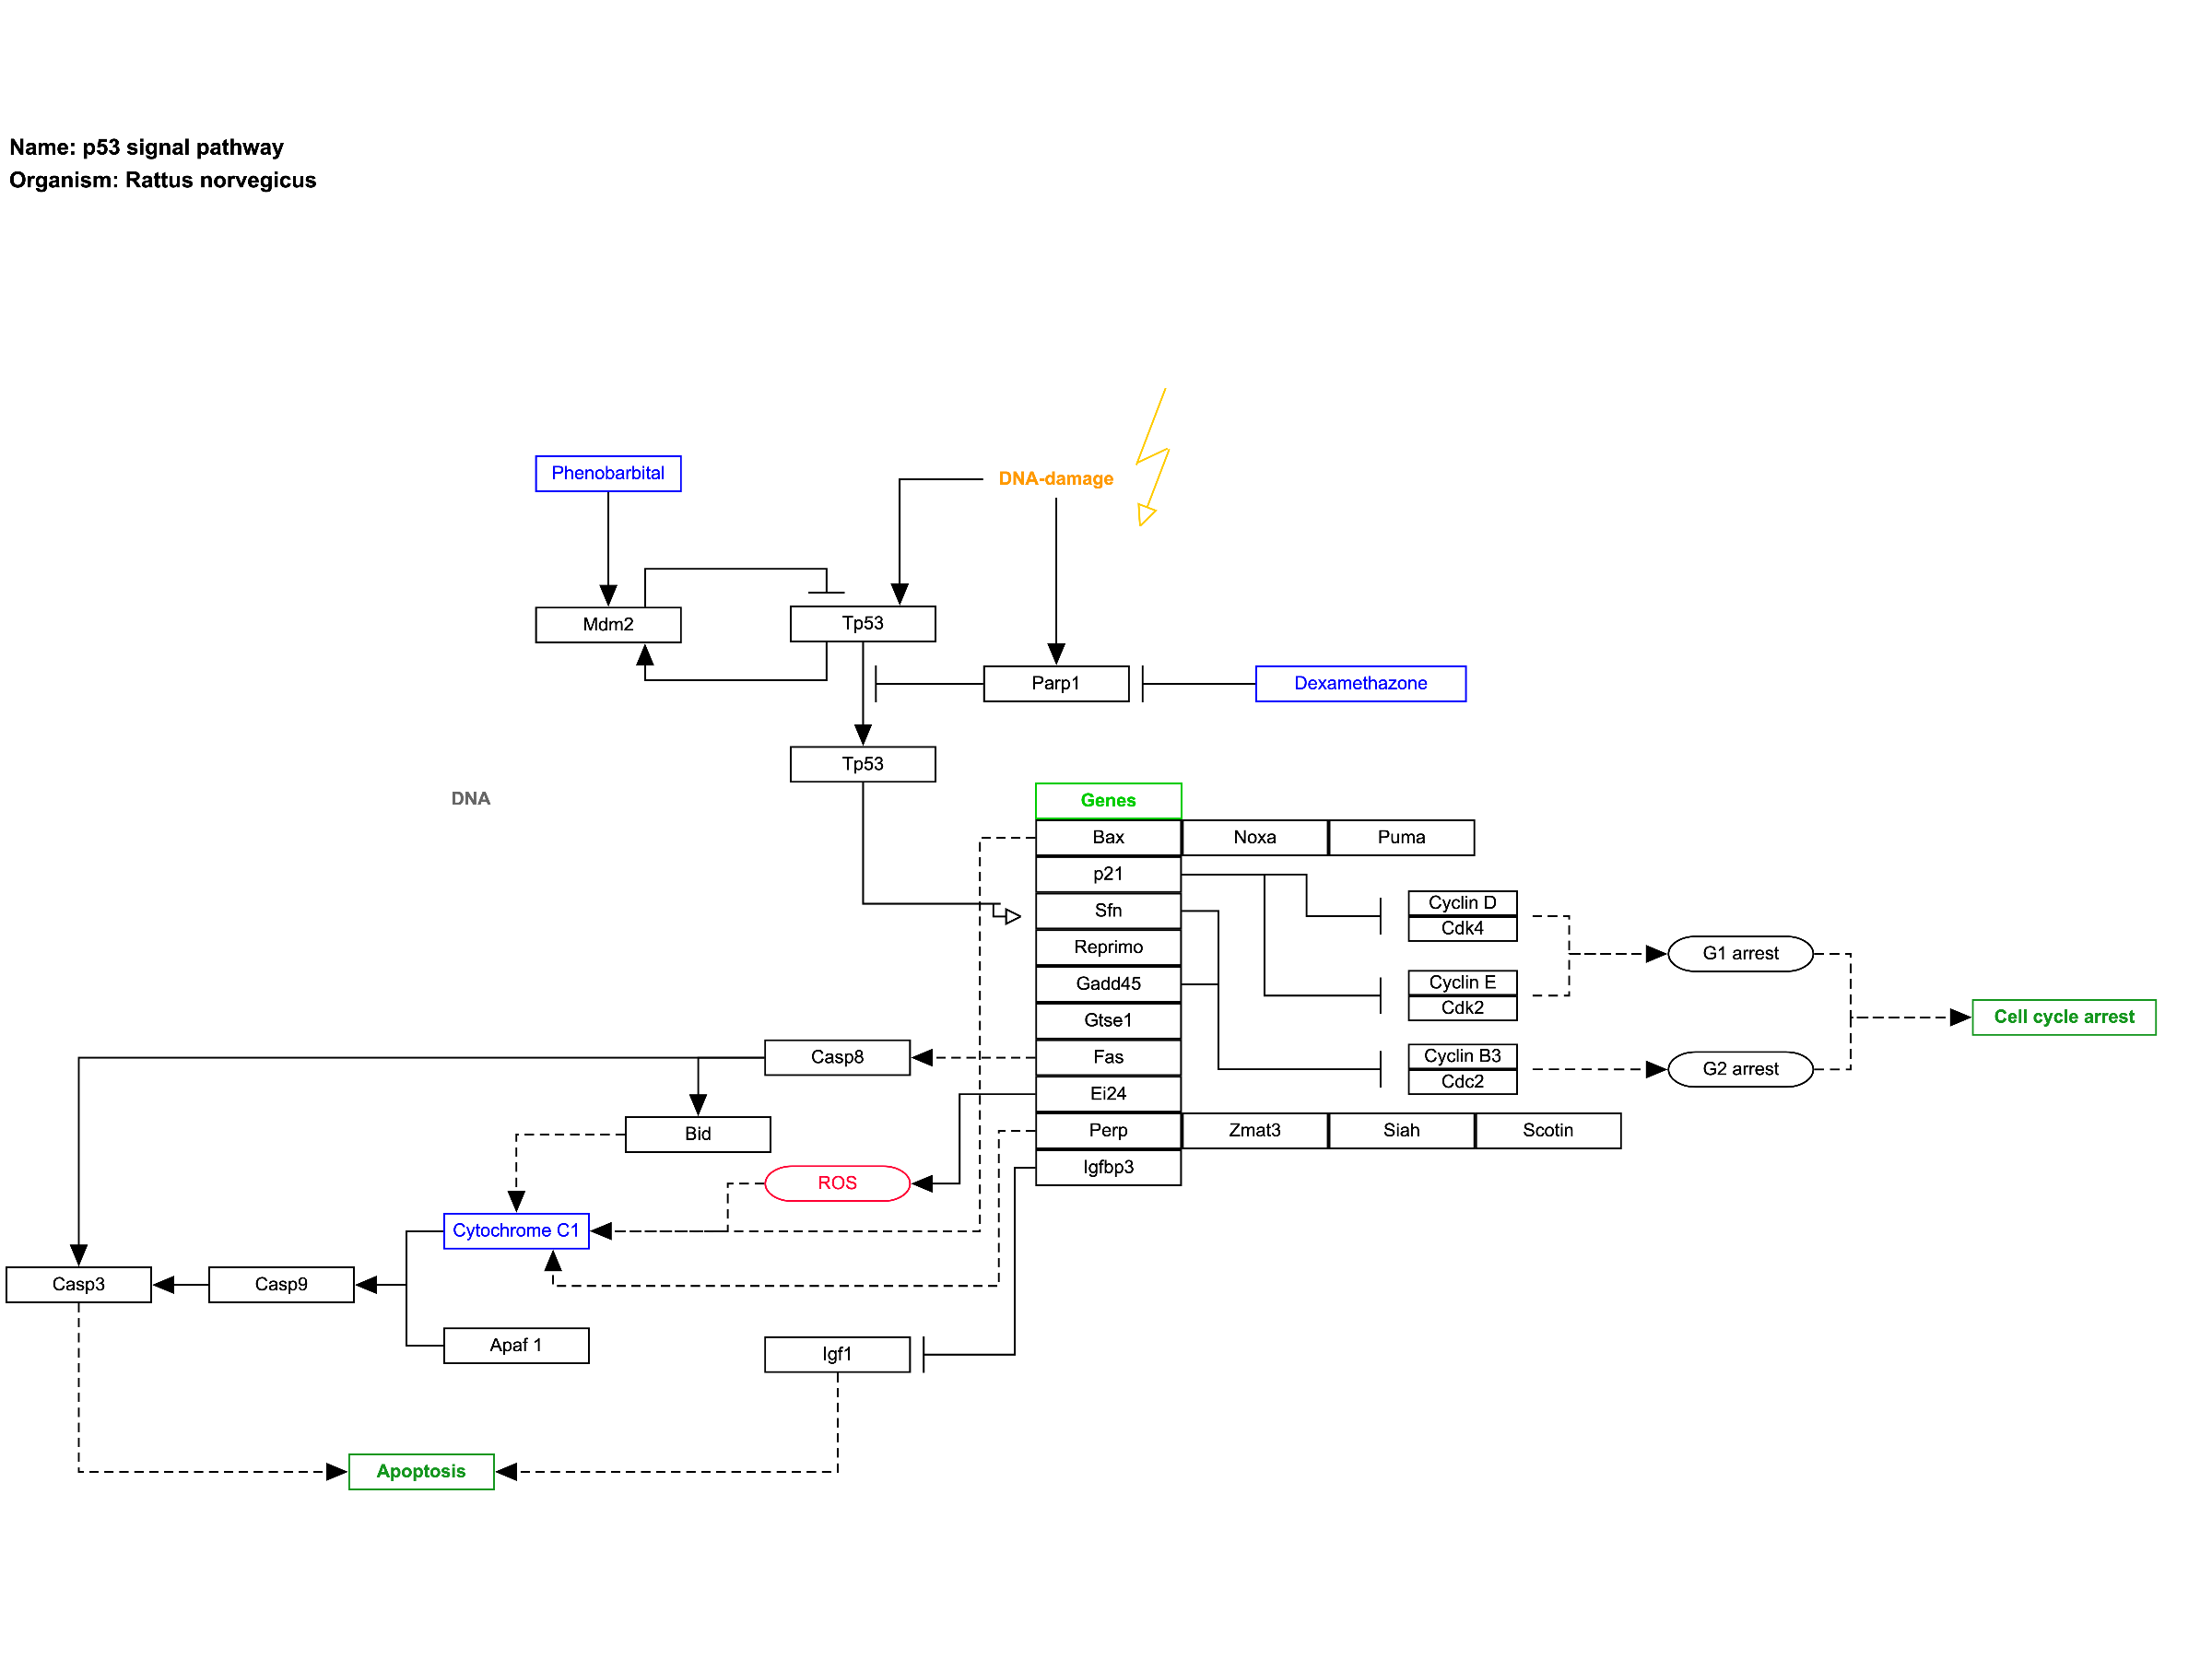 Name: p53 signal pathway
Organism: Rattus norvegicus
Phenobarbital
DNA-damage
Mdm2
Tp53
Parp1
Dexamethazone
Tp53
DNA
Genes
Bax
Noxa
Puma
p21
Sfn
Cyclin D
Cdk4
Reprimo
G1 arrest
Gadd45
Cyclin E
Cdk2
Gtse1
Cell cycle arrest
Casp8
Fas
Cyclin B3
Cdc2
G2 arrest
Ei24
Bid
Perp
Zmat3
Siah
Scotin
Igfbp3
ROS
Cytochrome C1
Casp3
Casp9
Apaf 1
Igf1
Apoptosis